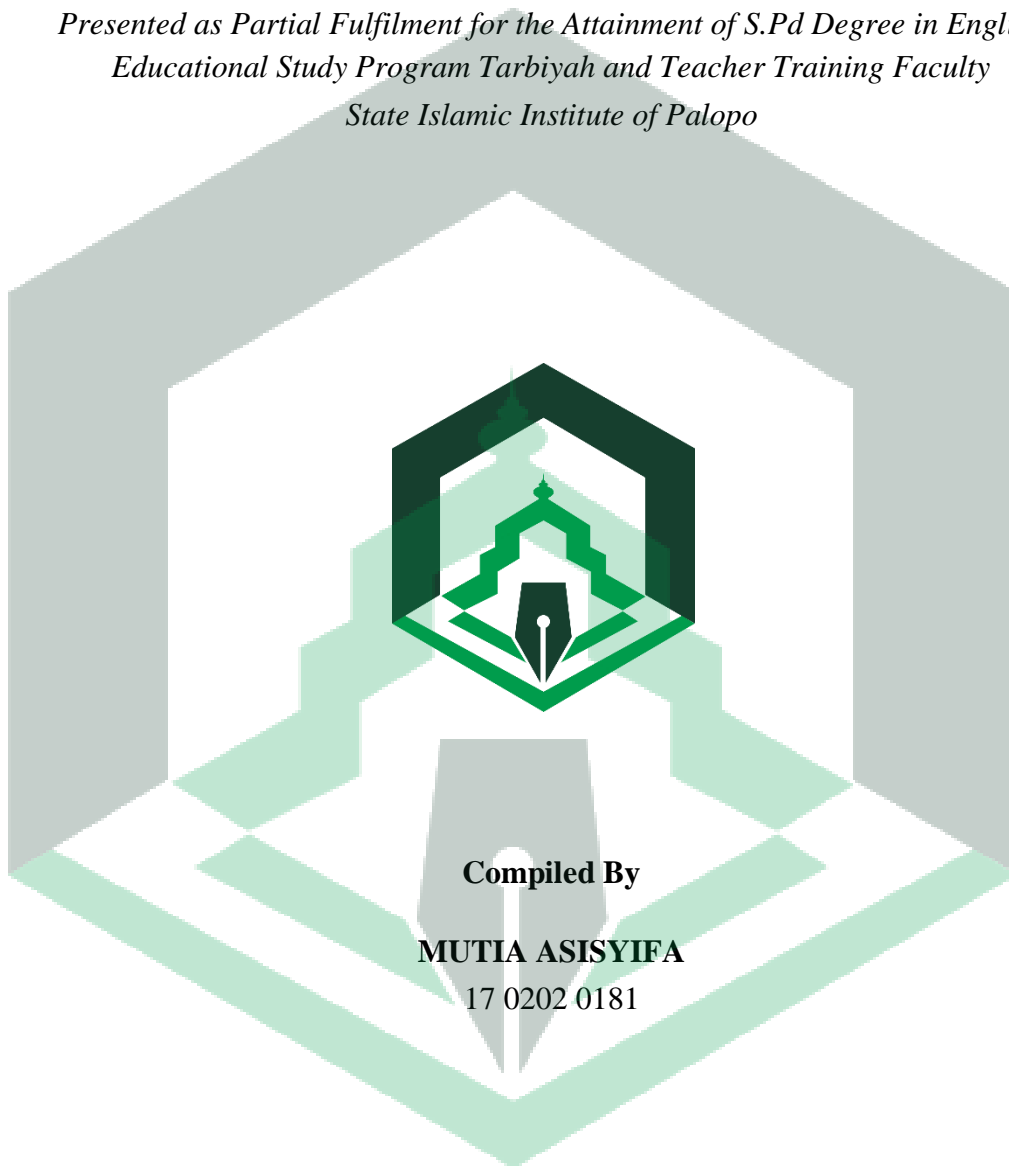 Presented as Partial Fulfilment for the Attainment of S.Pd Degree in Engli
Educational Study Program Tarbiyah and Teacher Training Faculty
State Islamic Institute of Palopo
Compiled By
MUTIA ASISYIFA
17 0202 0181